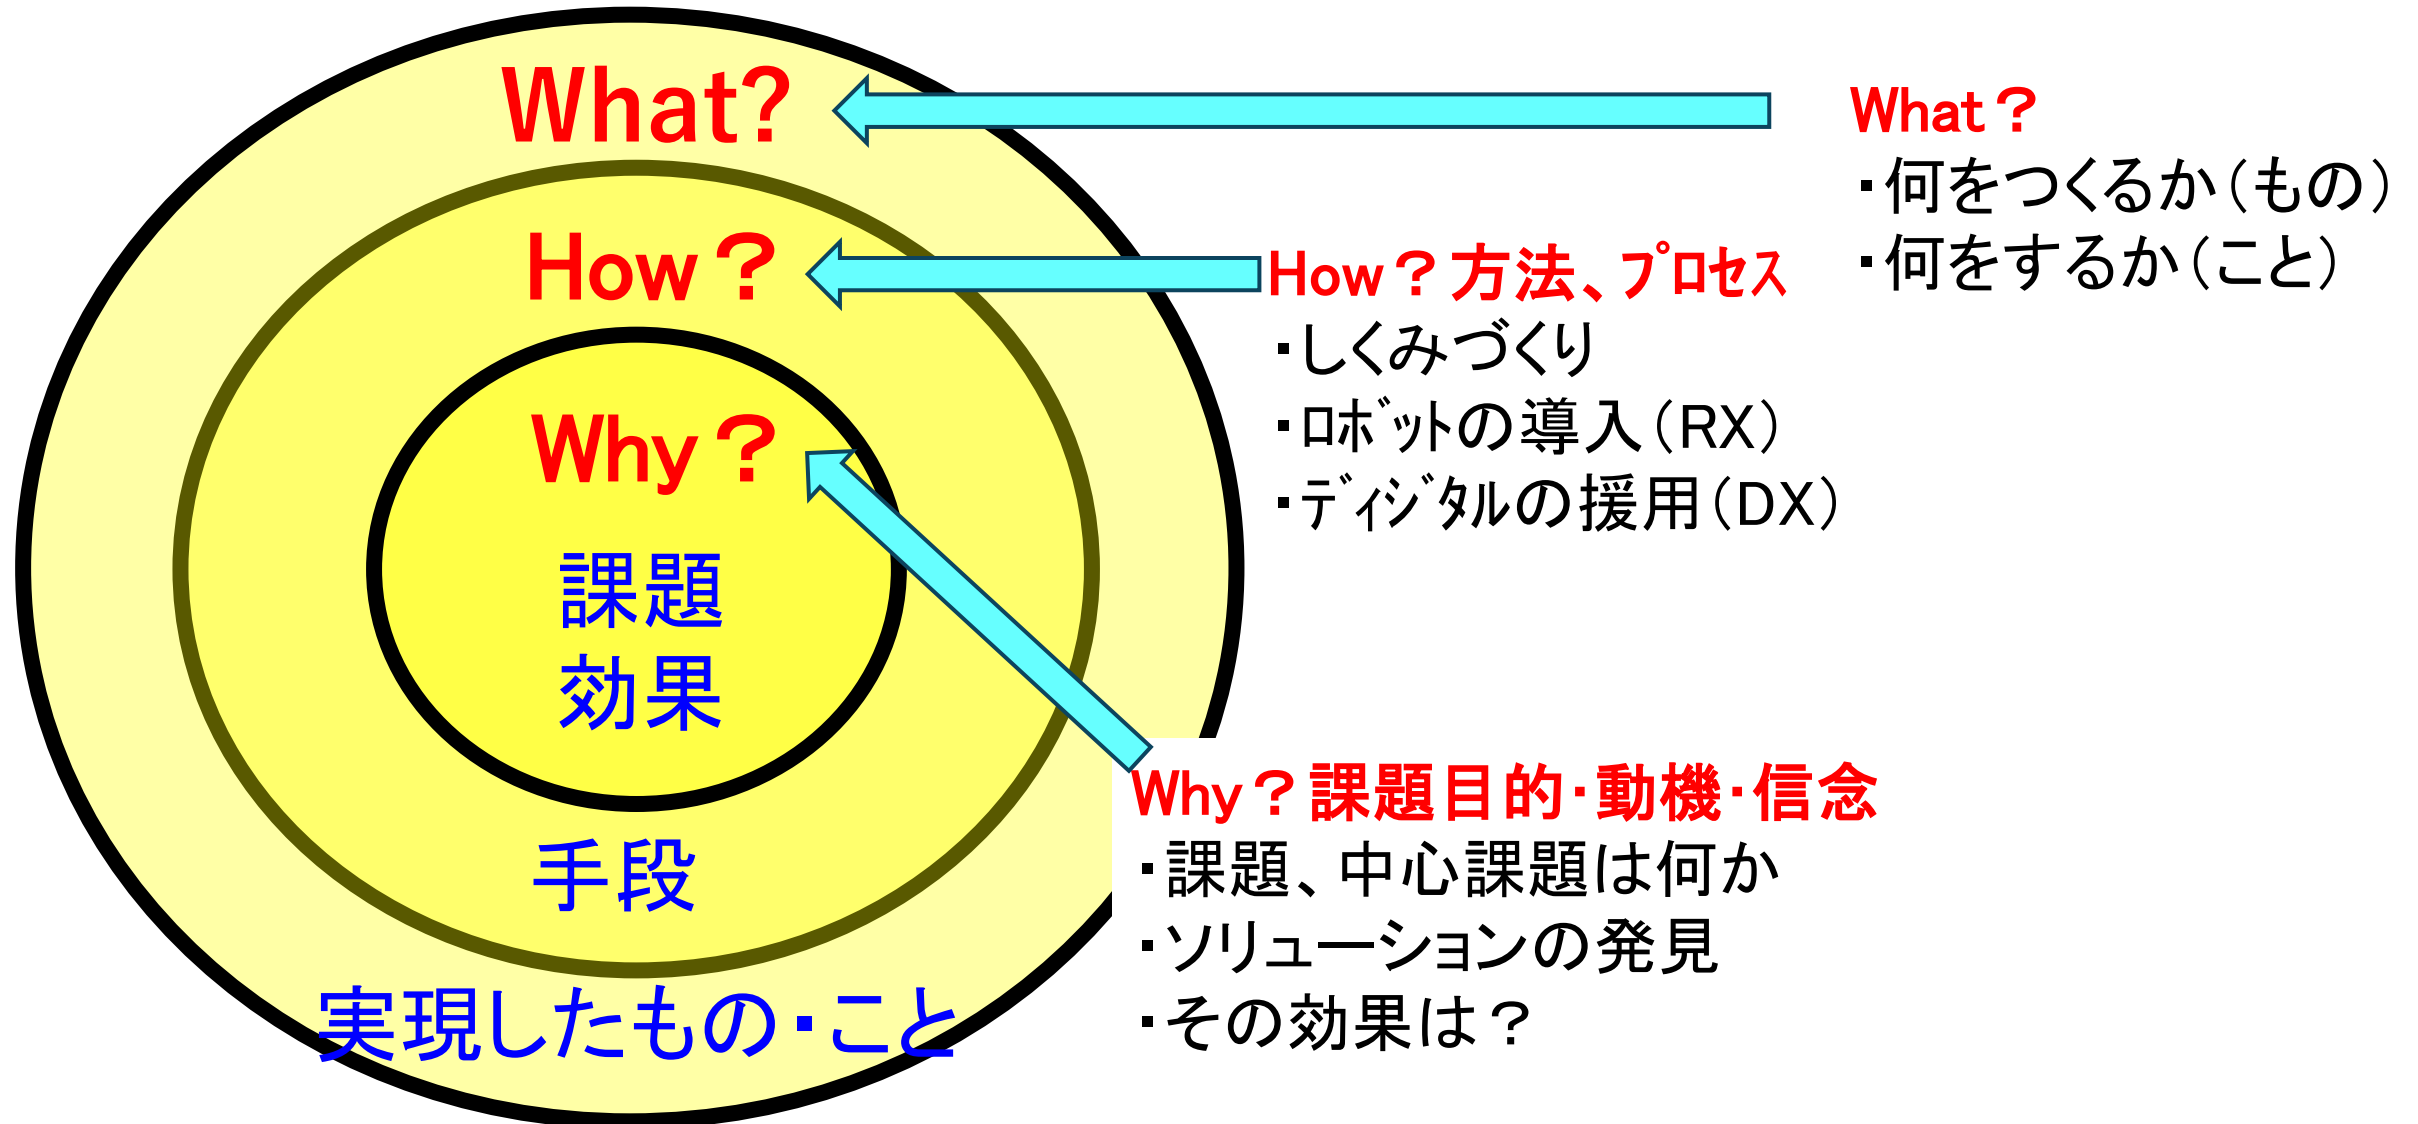 What?
How？
Why？
課題
効果
手段
実現したもの・こと
What？
・何をつくるか（もの）
・何をするか（こと）
How？方法、ﾌﾟﾛｾｽ
・しくみづくり
・ﾛﾎﾞｯﾄの導入（RX）
・ﾃﾞｨｼﾞﾀﾙの援用（DX）
Why？課題目的・動機・信念
・課題、中心課題は何か
・ソリューションの発見
・その効果は？